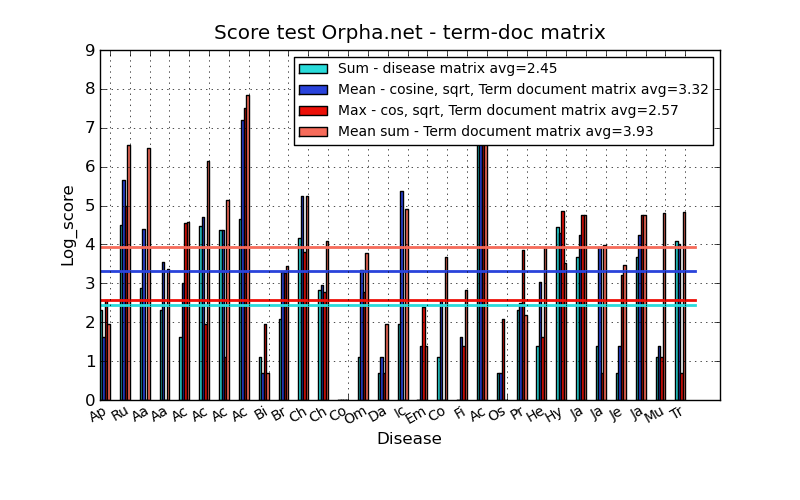 Score test Orpha.net - term-doc matrix
Sum - disease matrix avg=2.45
Mean - cosine, sqrt, Term document matrix avg=3.32
Max - cos, sqrt, Term document matrix avg=2.57
Mean sum - Term document matrix avg=3.93
9
8
7
6
5
4
3
2
1
0
Log_score
Ap Ru Aa Aa Ac Ac Ac Ac Bi Br Ch Ch Co Om Da Ic Em Co Fi Ac Os Pr He Hy Ja Ja Je Ja Mu Tr
Disease